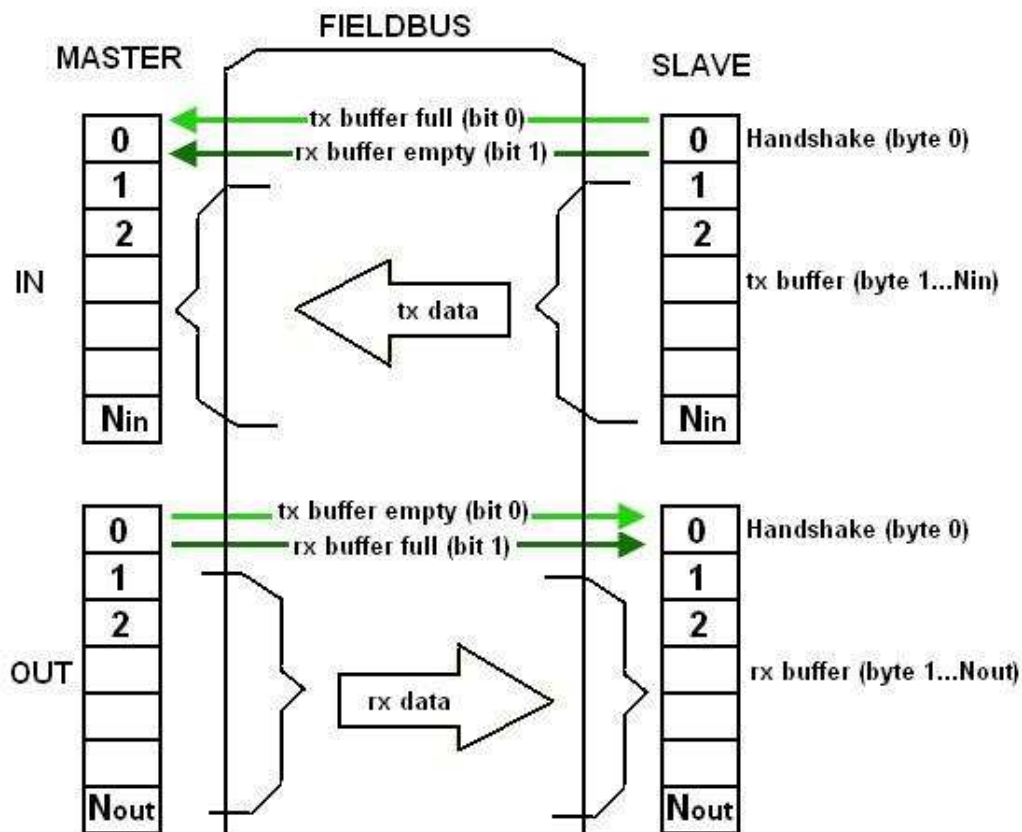 FIELDBUS
MASTER
SLAVE
tx buffer full (bit 0)
0
0
Handshake (byte 0)
rx buffer empty (bit 1)
1
1
2
2
IN
tx data
tx buffer (byte 1...Nin)
Nin
Nin
tx buffer empty (bit 0)
0
0
Handshake (byte 0)
rx buffer full (bit 1)
1
1
2
2
OUT
rx data
rx buffer (byte 1...Nout)
Nout
Nout